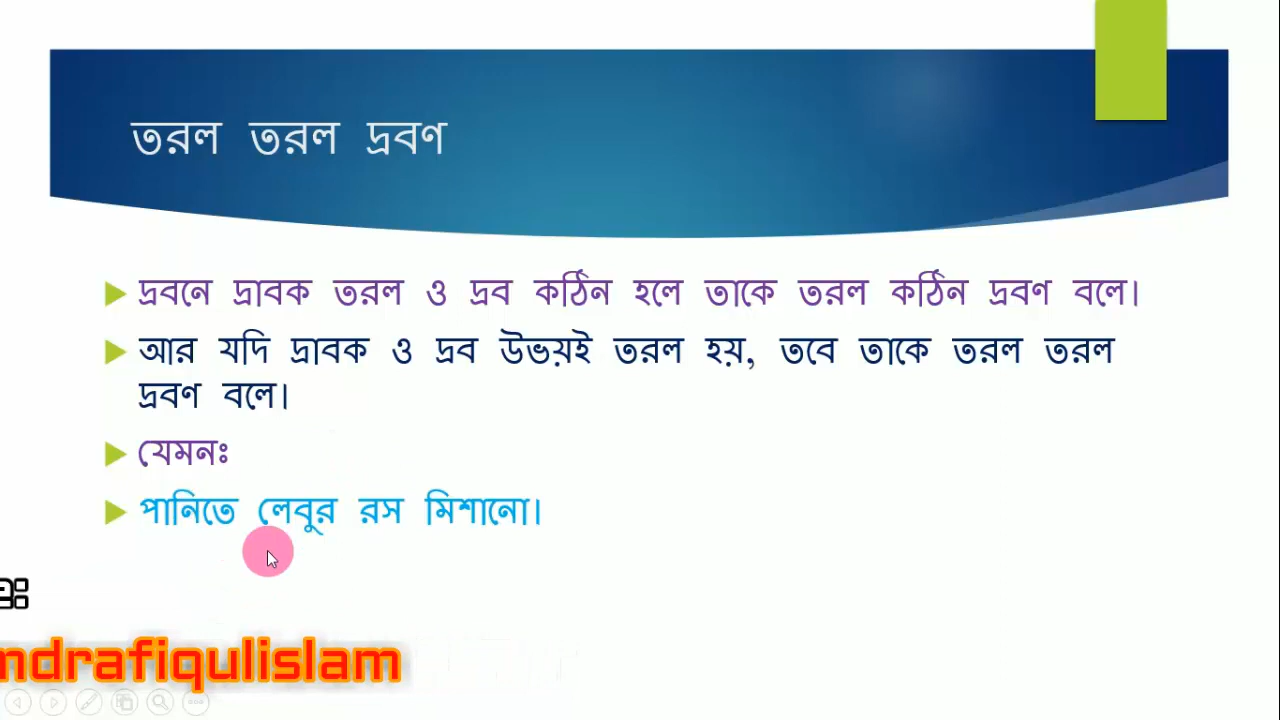 তরল তরল দ্রবণ
দ্রবনে দ্রাবক তরল ও দ্রব কঠিন হলে তাকে তরল কঠিন দ্রবণ বলে।
আর যদি দ্রাবক ও দ্রব উভয়ই তরল হয়, তবে তাকে তরল তরল
দ্রবণ বলে।
যেমনঃ
পানিতে লেবুর রস মিশানো।
mdrafiqulislam